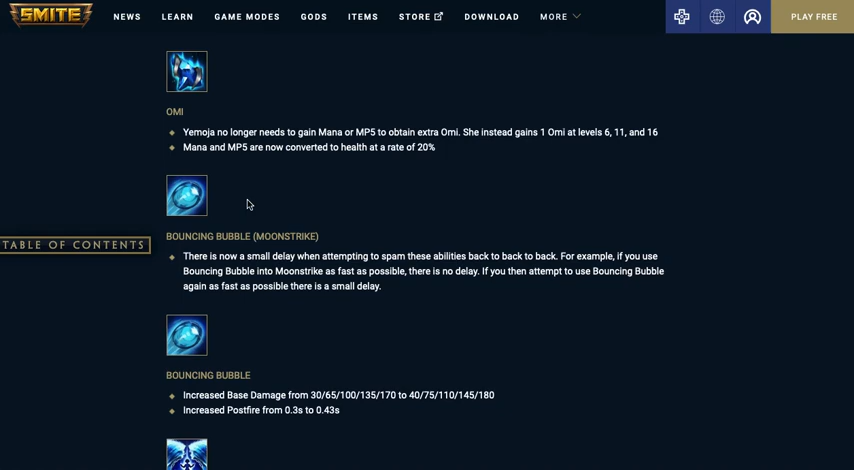 SMITE NEWS LEARN GAME MODES GODS ITEMS STORE DOWNLOAD MORE PLAY FREE
OMI
Yemoja no longer needs to gain Mana or MP5 to obtain extra Omi. She instead gains 1 Omi at levels 6, 11, and 16
Mana and MP5 are now converted to health at a rate of 20%
BOUNCING BUBBLE (MOONSTRIKE)
TABLE OF CONTENTS
There is now a small delay when attempting to spam these abilities back to back to back. For example, if you use
Bouncing Bubble into Moonstrike as fast as possible, there is no delay. If you then attempt to use Bouncing Bubble
again as fast as possible there is a small delay.
BOUNCING BUBBLE
Increased Base Damage from 30/65/100/135/170 to 40/75/110/145/180
Increased Postfire from 0.3s to 0.43s